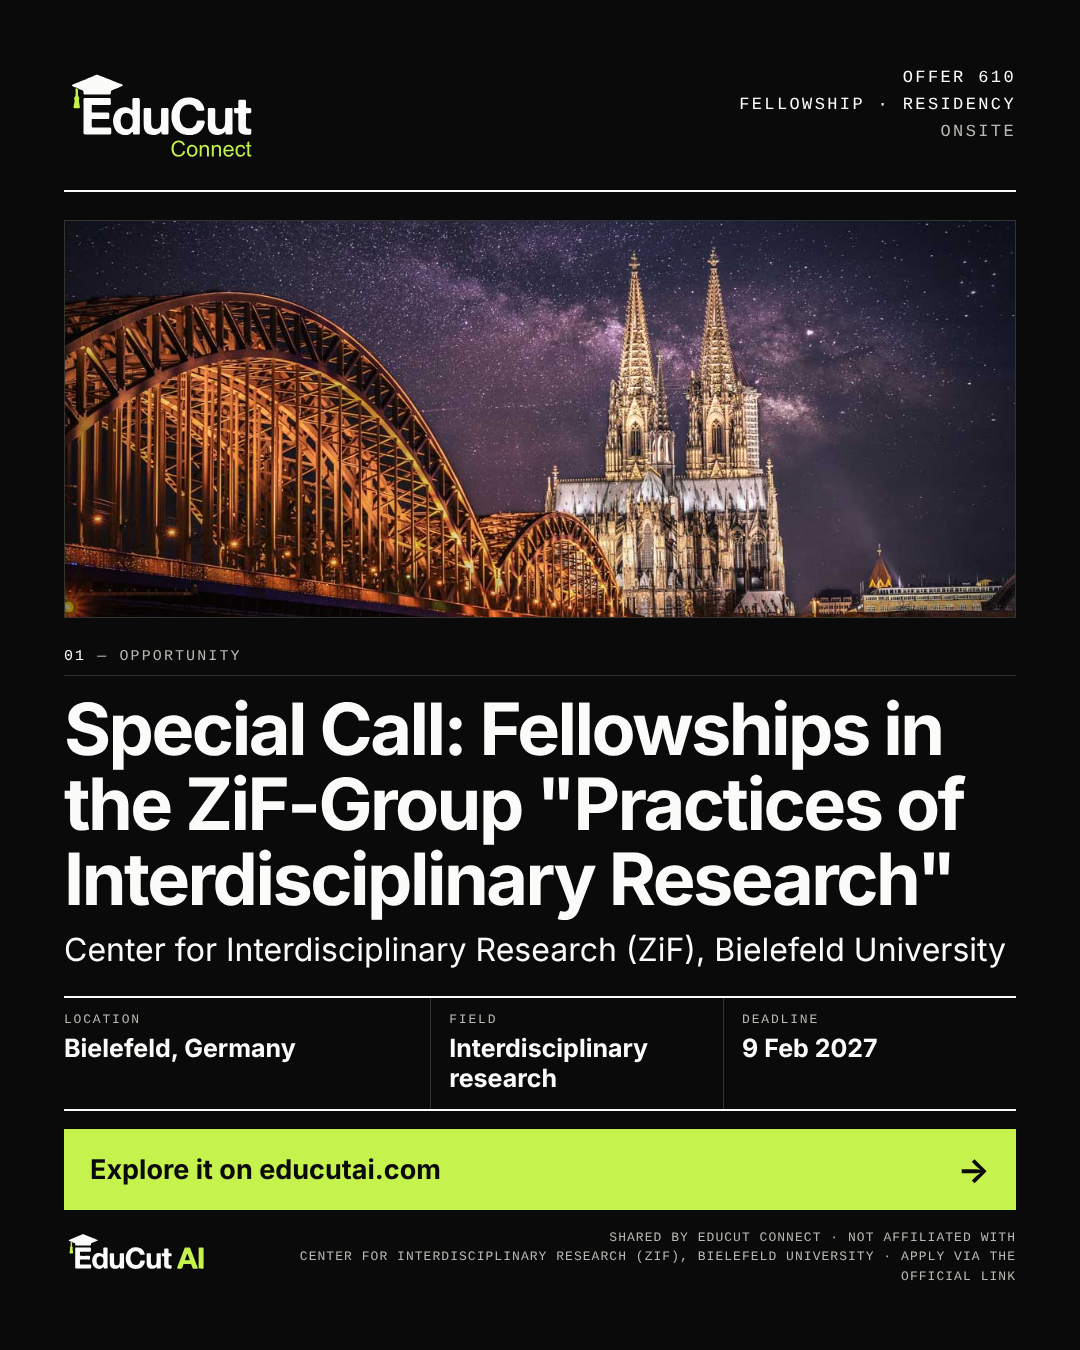 EduCut
Connect
OFFER 610
FELLOWSHIP · RESIDENCY
ONSITE
01 — OPPORTUNITY
Special Call: Fellowships in
the ZiF-Group "Practices of
Interdisciplinary Research"
Center for Interdisciplinary Research (ZiF), Bielefeld University
LOCATION
Bielefeld, Germany
FIELD
Interdisciplinary
research
DEADLINE
9 Feb 2027
Explore it on educutai.com →
EduCut AI
SHARED BY EDUCUT CONNECT · NOT AFFILIATED WITH
CENTER FOR INTERDISCIPLINARY RESEARCH (ZIF), BIELEFELD UNIVERSITY · APPLY VIA THE
OFFICIAL LINK